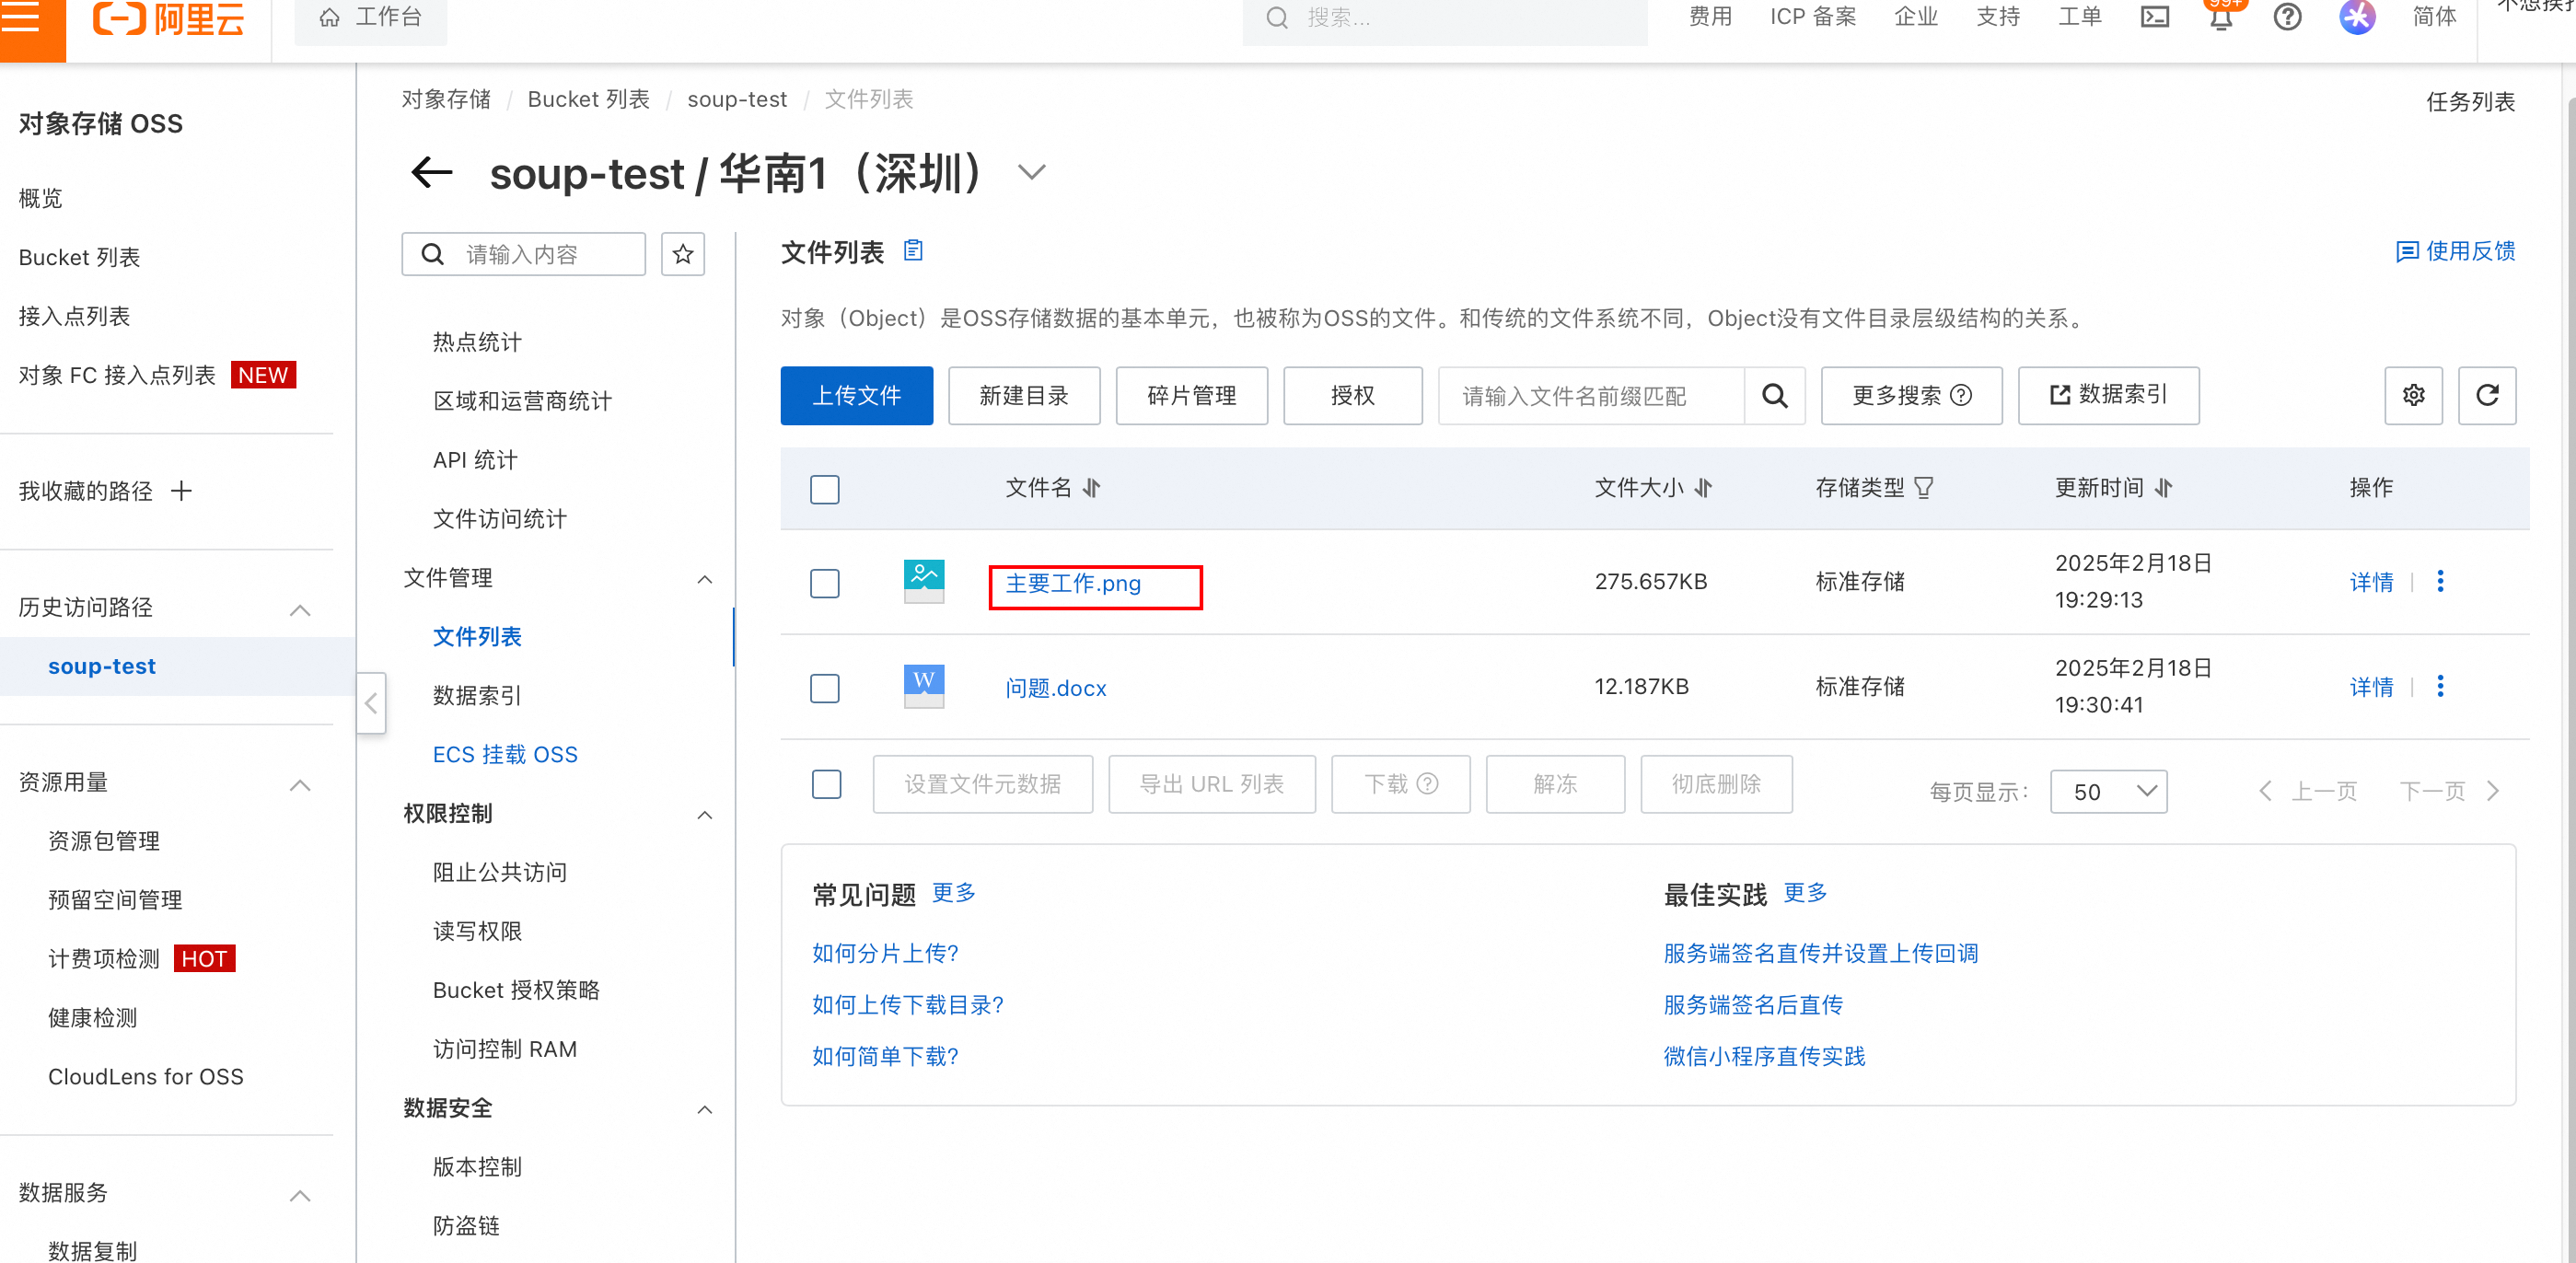 阿里云
工作台
搜索...
费用
ICP 备案
企业
支持
工单
99+
简体
对象存储 OSS
概览
Bucket 列表
接入点列表
对象 FC 接入点列表 NEW
我收藏的路径
历史访问路径
soup-test
资源用量
资源包管理
预留空间管理
计费项检测 HOT
健康检测
CloudLens for OSS
数据服务
数据复制
对象存储 / Bucket 列表 / soup-test / 文件列表
任务列表
soup-test / 华南1（深圳）
请输入内容
热点统计
区域和运营商统计
API 统计
文件访问统计
文件管理
文件列表
数据索引
ECS 挂载 OSS
权限控制
阻止公共访问
读写权限
Bucket 授权策略
访问控制 RAM
数据安全
版本控制
防盗链
文件列表
使用反馈
对象（Object）是OSS存储数据的基本单元，也被称为OSS的文件。和传统的文件系统不同，Object没有文件目录层级结构的关系。
上传文件
新建目录
碎片管理
授权
请输入文件名前缀匹配
更多搜索
数据索引
文件名 文件大小 存储类型 更新时间 操作
主要工作.png 275.657KB 标准存储 2025年2月18日 19:29:13 详情
W 问题.docx 12.187KB 标准存储 2025年2月18日 19:30:41 详情
设置文件元数据
导出 URL 列表
下载
解冻
彻底删除
每页显示： 50
上一页
下一页
常见问题 更多
如何分片上传?
如何上传下载目录?
如何简单下载?
最佳实践 更多
服务端签名直传并设置上传回调
服务端签名后直传
微信小程序直传实践